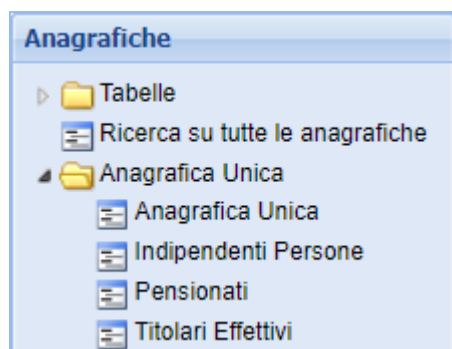 Anagrafiche
Tabelle
Ricerca su tutte le anagrafiche
Anagrafica Unica
Anagrafica Unica
Indipendenti Persone
Pensionati
Titolari Effettivi